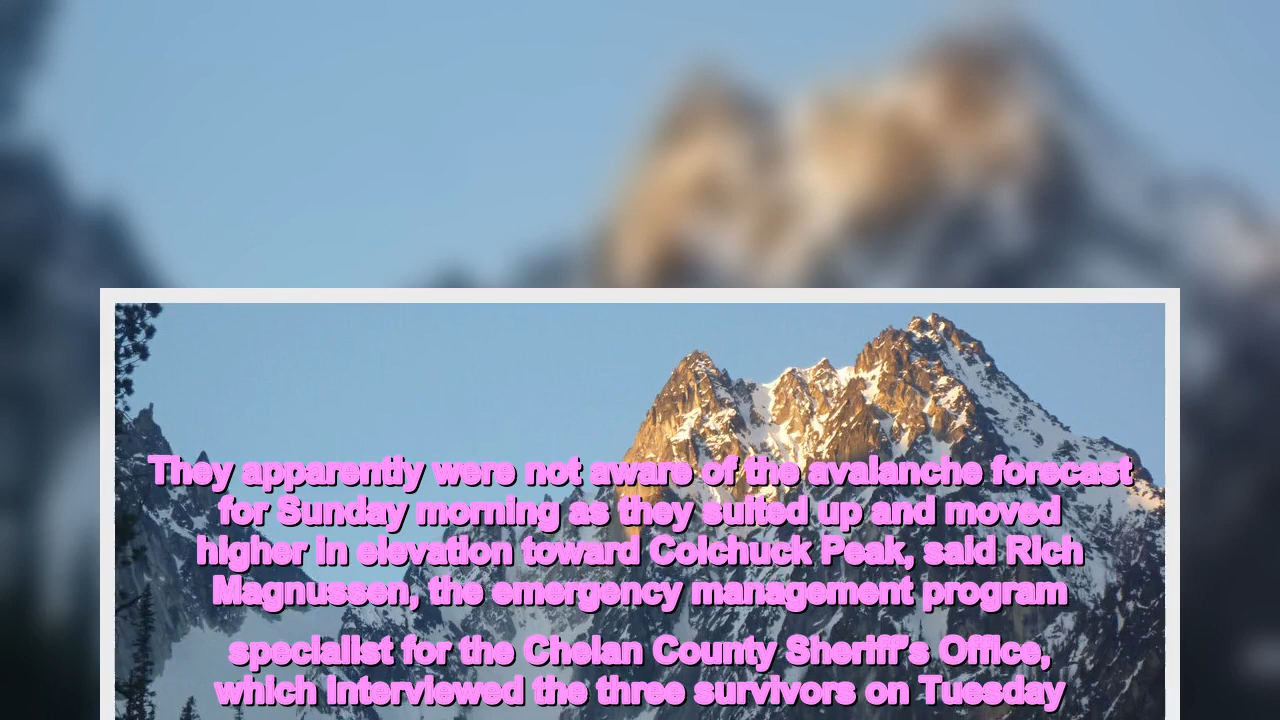 They apparently were not aware of the avalanche forecast
for Sunday morning as they suited up and moved
higher in elevation toward Colchuck Peak, said Rich
Magnussen, the emergency management program
specialist for the Chelan County Sheriff's Office,
which interviewed the three survivors on Tuesday